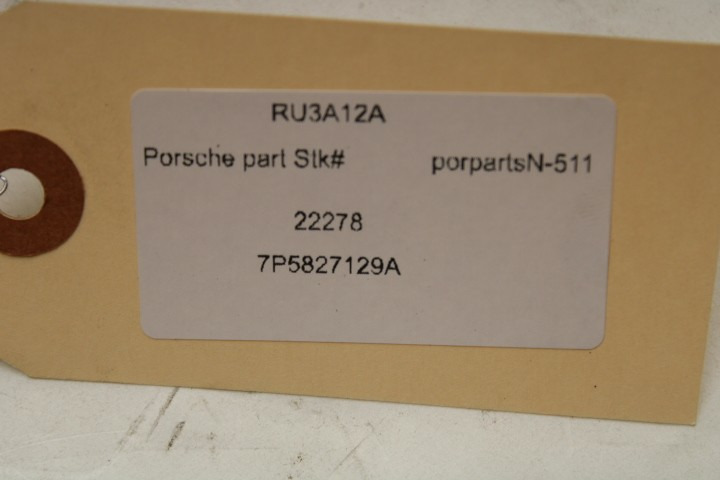 RU3A12A
Porsche part Stk# porpartsN-511
22278
7P5827129A